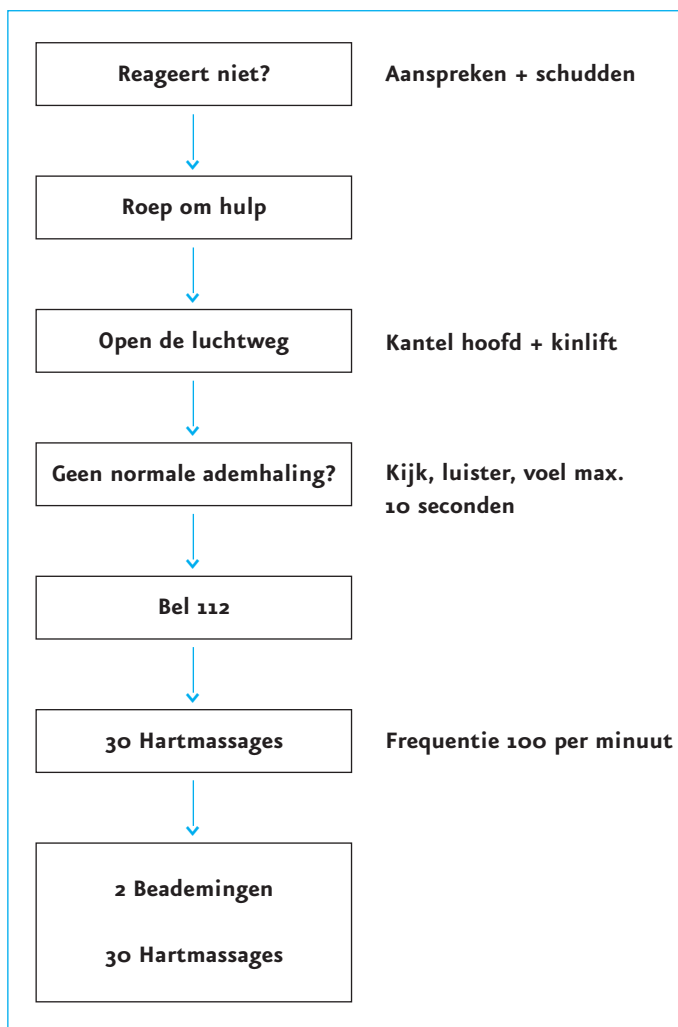 Reageert niet?
Aanspreken + schudden
Roep om hulp
Open de luchtweg
Kantel hoofd + kinlift
Geen normale ademhaling?
Kijk, luister, voel max.
10 seconden
Bel 112
30 Hartmassages
Frequentie 100 per minuut
2 Beademingen
30 Hartmassages